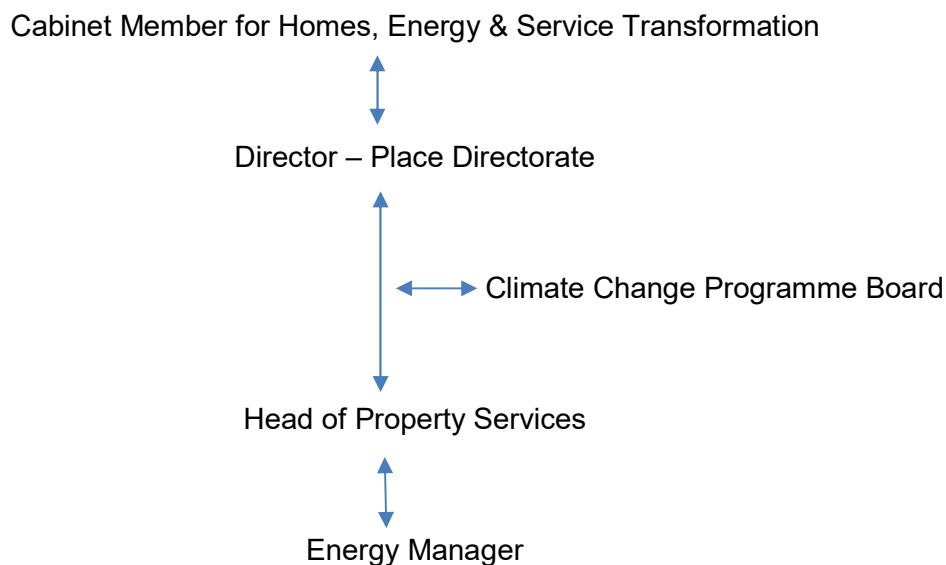 Cabinet Member for Homes, Energy & Service Transformation
Director – Place Directorate
Climate Change Programme Board
Head of Property Services
Energy Manager